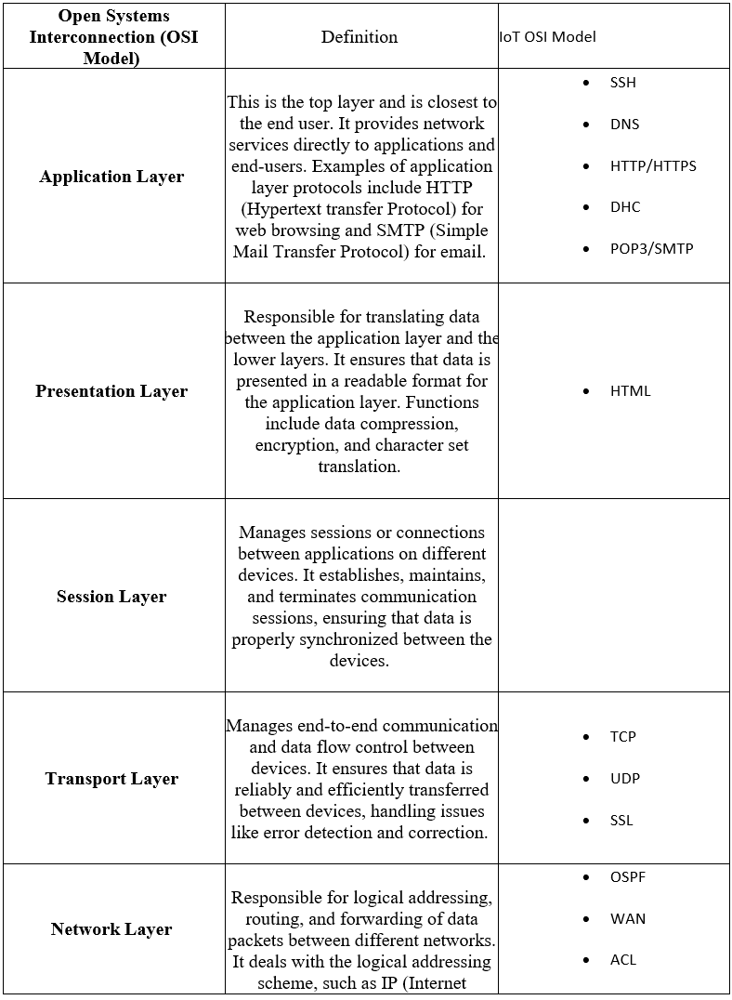 Open Systems
Interconnection (OSI
Model)
Definition
IoT OSI Model
Application Layer
This is the top layer and is closest to
the end user. It provides network
services directly to applications and
end-users. Examples of application
layer protocols include HTTP
(Hypertext transfer Protocol) for
web browsing and SMTP (Simple
Mail Transfer Protocol) for email.
• SSH
• DNS
• HTTP/HTTPS
• DHC
• POP3/SMTP
Presentation Layer
Responsible for translating data
between the application layer and the
lower layers. It ensures that data is
presented in a readable format for
the application layer. Functions
include data compression,
encryption, and character set
translation.
• HTML
Session Layer
Manages sessions or connections
between applications on different
devices. It establishes, maintains,
and terminates communication
sessions, ensuring that data is
properly synchronized between the
devices.
Transport Layer
Manages end-to-end communication
and data flow control between
devices. It ensures that data is
reliably and efficiently transferred
between devices, handling issues
like error detection and correction.
• TCP
• UDP
• SSL
Network Layer
Responsible for logical addressing,
routing, and forwarding of data
packets between different networks.
It deals with the logical addressing
scheme, such as IP (Internet
• OSPF
• WAN
• ACL